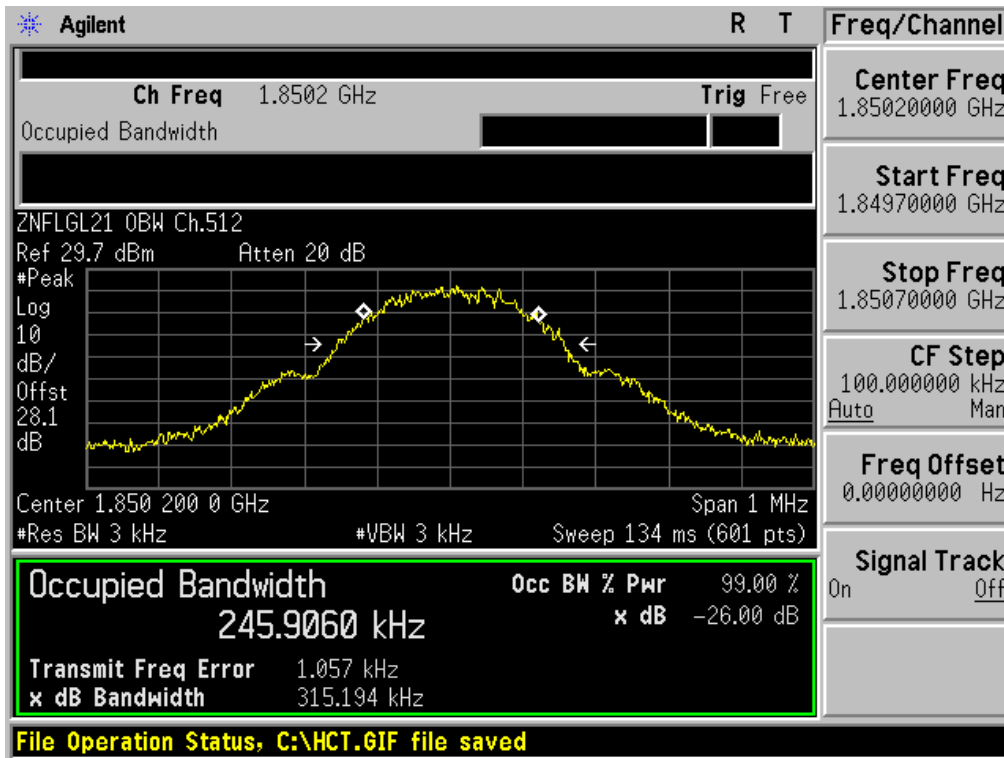 Agilent R T
Freq/Channel
Ch Freq 1.8502 GHz Trig Free
Occupied Bandwidth
Center Freq
1.85020000 GHz
Start Freq
1.84970000 GHz
Stop Freq
1.85070000 GHz
CF Step
100.000000 kHz
Auto Man
Freq Offset
0.00000000 Hz
Signal Track
On Off
ZNFLGL21 OBW Ch.512
Ref 29.7 dBm Atten 20 dB
#Peak
Log
10
dB/
Offst
28.1
dB
Center 1.850 200 0 GHz Span 1 MHz
#Res BW 3 kHz #VBW 3 kHz Sweep 134 ms (601 pts)
Occupied Bandwidth Occ BW % Pwr 99.00 %
245.9060 kHz x dB -26.00 dB
Transmit Freq Error 1.057 kHz
x dB Bandwidth 315.194 kHz
File Operation Status, C:\HCT.GIF file saved